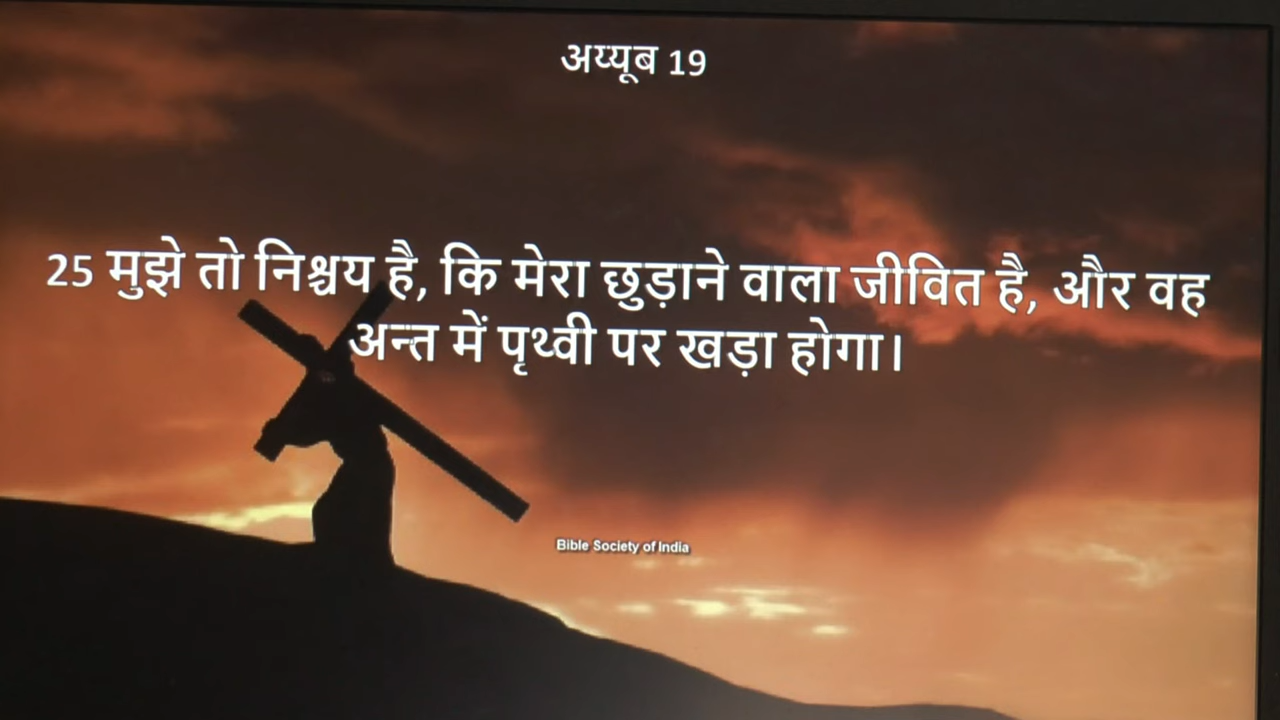 अय्यूब 19
25 मुझे तो निश्चय है, कि मेरा छुड़ाने वाला जीवित है, और वह
अन्त में पृथ्वी पर खड़ा होगा।
Bible Society of India